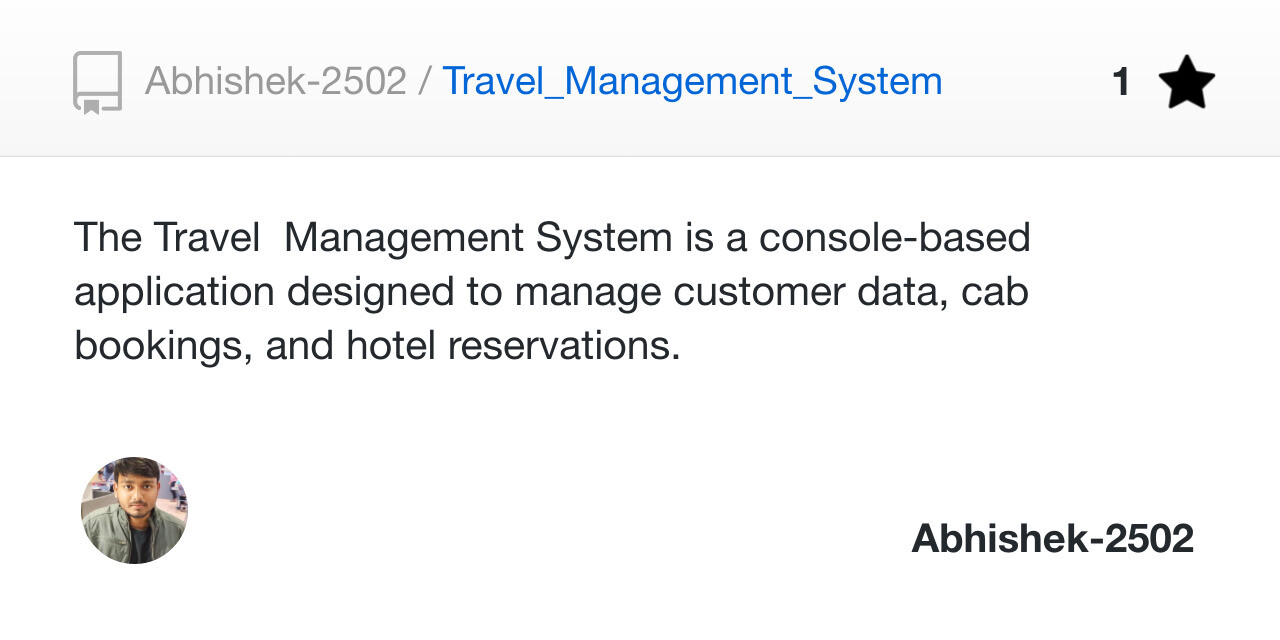 Abhishek-2502 / Travel_Management_System 1
The Travel  Management System is a console-based
application designed to manage customer data, cab
bookings, and hotel reservations.
Abhishek-2502